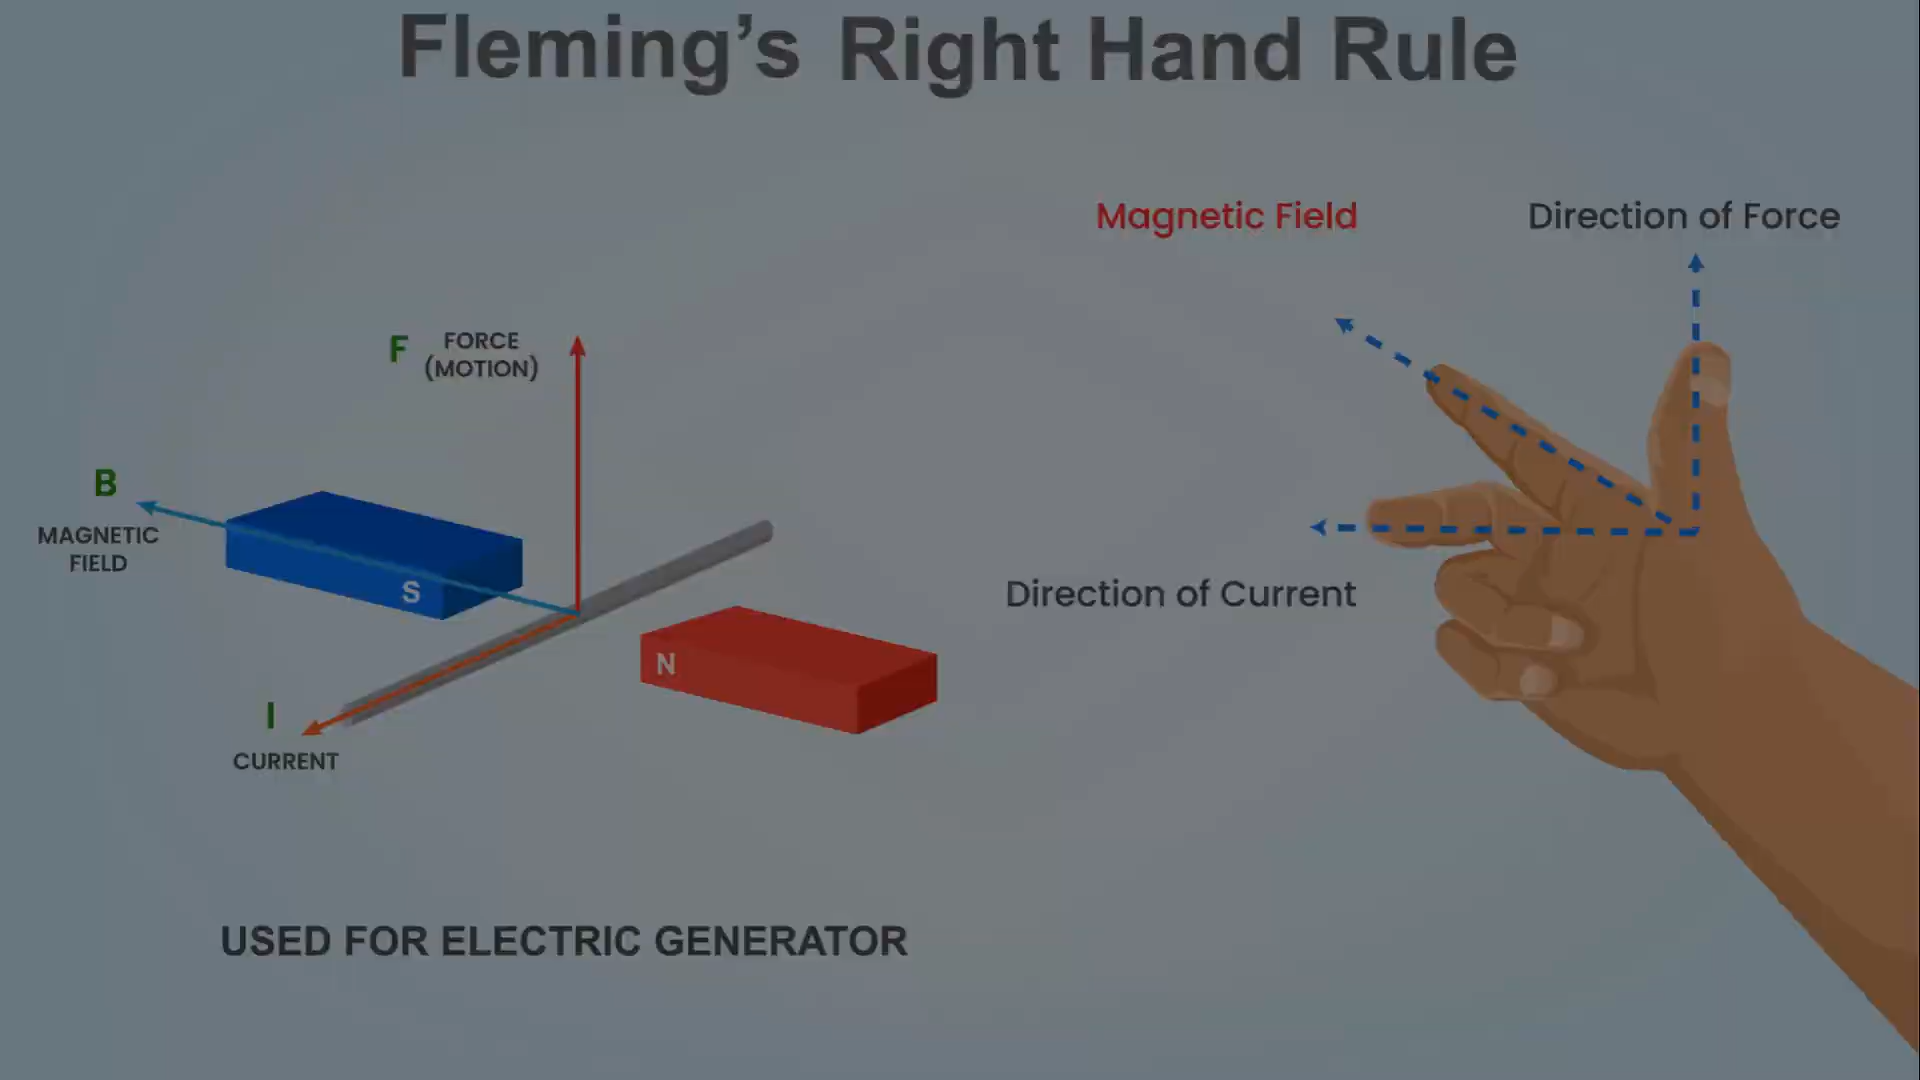 Fleming’s Right Hand Rule
Magnetic Field
Direction of Force
F
FORCE
(MOTION)
B
MAGNETIC
FIELD
S
N
Direction of Current
I
CURRENT
USED FOR ELECTRIC GENERATOR